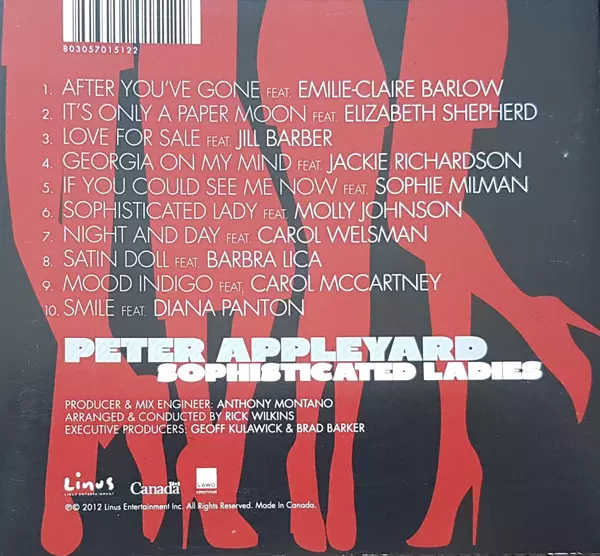 803057015122
1. AFTER YOU'VE GONE FEAT. EMILIE-CLAIRE BARLOW
2. IT'S ONLY A PAPER MOON FEAT. ELIZABETH SHEPHERD
3. LOVE FOR SALE FEAT. JILL BARBER
4. GEORGIA ON MY MIND FEAT. JACKIE RICHARDSON
5. IF YOU COULD SEE ME NOW FEAT. SOPHIE MILMAN
6. SOPHISTICATED LADY FEAT. MOLLY JOHNSON
7. NIGHT AND DAY FEAT. CAROL WELSMAN
8. SATIN DOLL FEAT. BARBRA LICA
9. MOOD INDIGO FEAT. CAROL MCCARTNEY
10. SMILE FEAT. DIANA PANTON
PETER APPLEYARD
SOPHISTICATED LADIES
PRODUCER & MIX ENGINEER: ANTHONY MONTANO
ARRANGED & CONDUCTED BY RICK WILKINS
EXECUTIVE PRODUCERS: GEOFF KULAWICK & BRAD BARKER
Linus Canada LAWO
LINUS ENTERTAINMENT
℗© 2012 Linus Entertainment Inc. All Rights Reserved. Made In Canada.